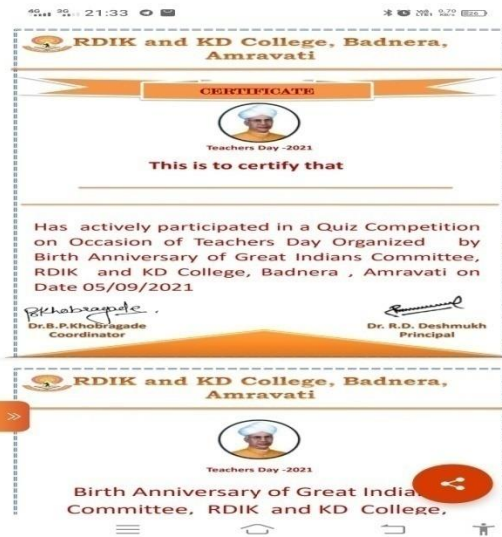 4G 3G 21:33
RDIK and KD College, Badnera,
Amravati
CERTIFICATE
Teachers Day -2021
This is to certify that
Has actively participated in a Quiz Competition
on Occasion of Teachers Day Organized by
Birth Anniversary of Great Indians Committee,
RDIK and KD College, Badnera , Amravati on
Date 05/09/2021
Dr.B.P.Khobragade
Coordinator
Dr. R.D. Deshmukh
Principal
RDIK and KD College, Badnera,
Amravati
Teachers Day -2021
Birth Anniversary of Great India
Committee, RDIK and KD College,